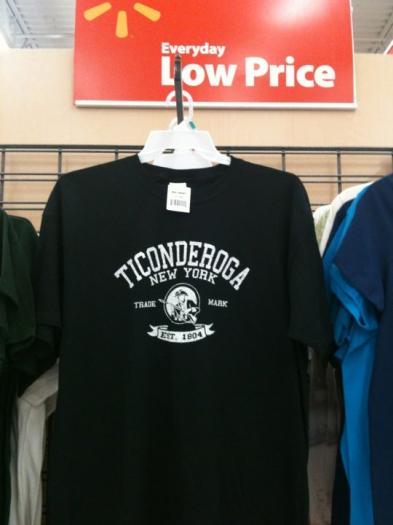 Everyday
Low Price
TICONDEROGA
NEW YORK
TRADE MARK
EST. 1804